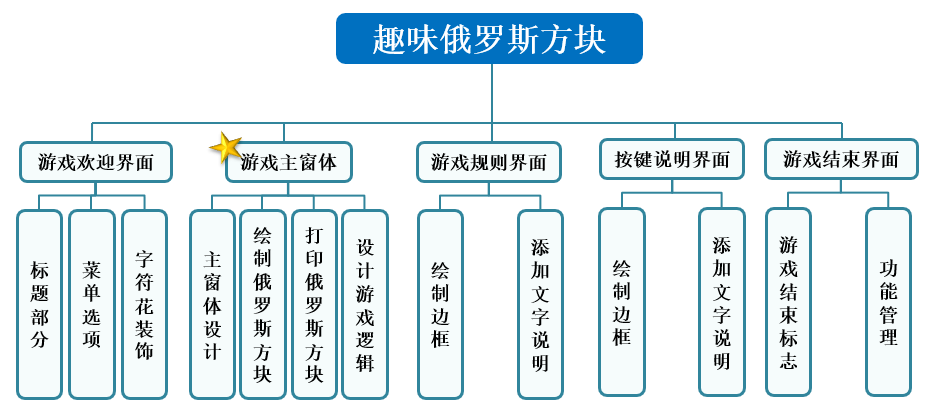 趣味俄罗斯方块
游戏欢迎界面
游戏主窗体
游戏规则界面
按键说明界面
游戏结束界面
标题部分
菜单选项
字符花装饰
主窗体设计
绘制俄罗斯方块
打印俄罗斯方块
设计游戏逻辑
绘制边框
添加文字说明
绘制边框
添加文字说明
游戏结束标志
功能管理